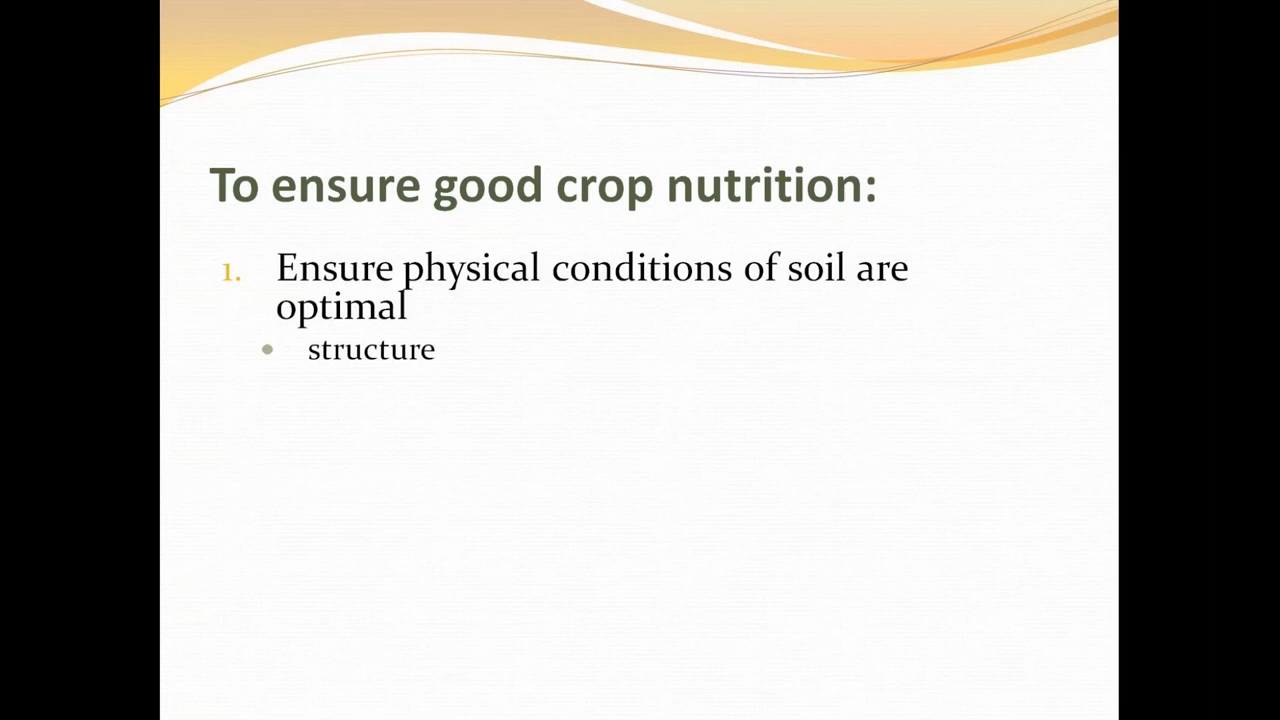 To ensure good crop nutrition:
1. Ensure physical conditions of soil are
optimal
• structure